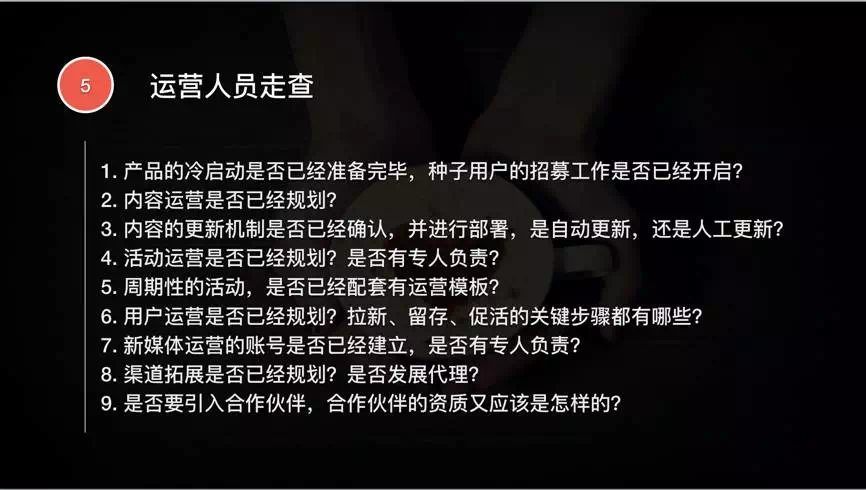 5
运营人员走查
1. 产品的冷启动是否已经准备完毕，种子用户的招募工作是否已经开启？
2. 内容运营是否已经规划？
3. 内容的更新机制是否已经确认，并进行部署，是自动更新，还是人工更新？
4. 活动运营是否已经规划？是否有专人负责？
5. 周期性的活动，是否已经配套有运营模板？
6. 用户运营是否已经规划？拉新、留存、促活的关键步骤都有哪些？
7. 新媒体运营的账号是否已经建立，是否有专人负责？
8. 渠道拓展是否已经规划？是否发展代理？
9. 是否要引入合作伙伴，合作伙伴的资质又应该是怎样的？